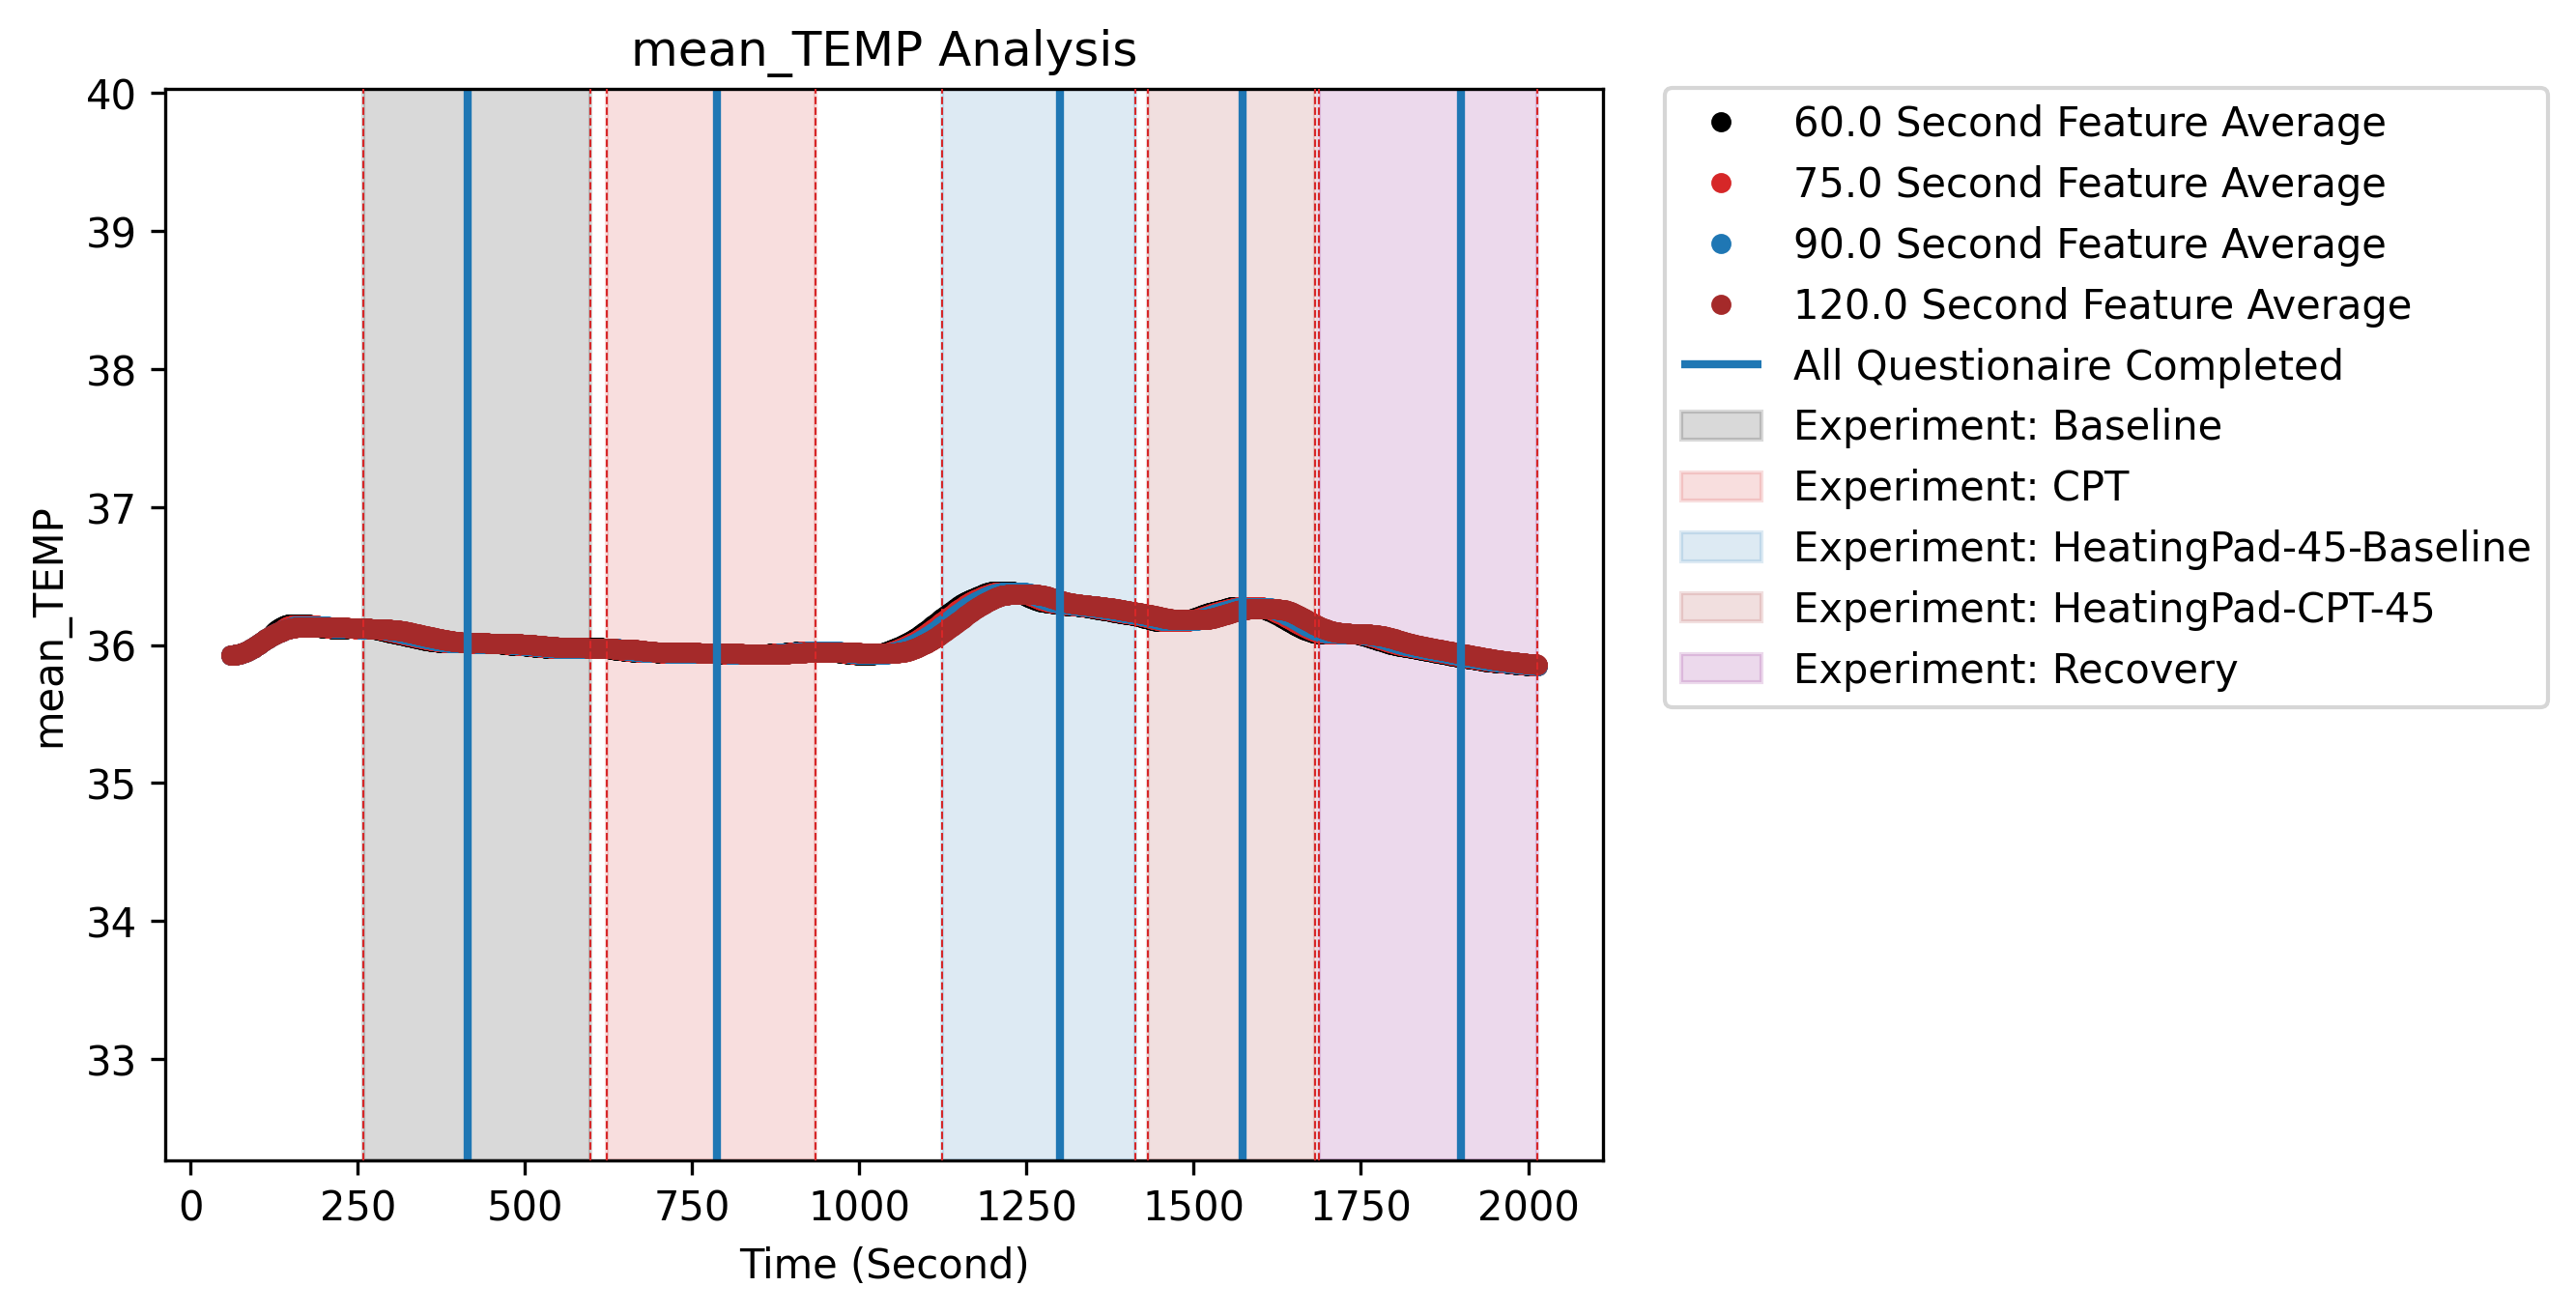 mean_TEMP Analysis
40
39
38
37
36
35
34
33
mean_TEMP
0 250 500 750 1000 1250 1500 1750 2000
Time (Second)
60.0 Second Feature Average
75.0 Second Feature Average
90.0 Second Feature Average
120.0 Second Feature Average
All Questionaire Completed
Experiment: Baseline
Experiment: CPT
Experiment: HeatingPad-45-Baseline
Experiment: HeatingPad-CPT-45
Experiment: Recovery